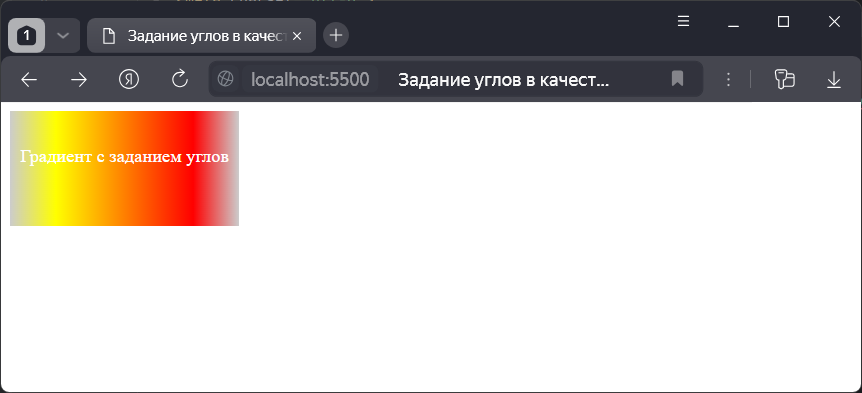 1
Задание углов в качест
Я
localhost:5500 Задание углов в качест...
Градиент с заданием углов